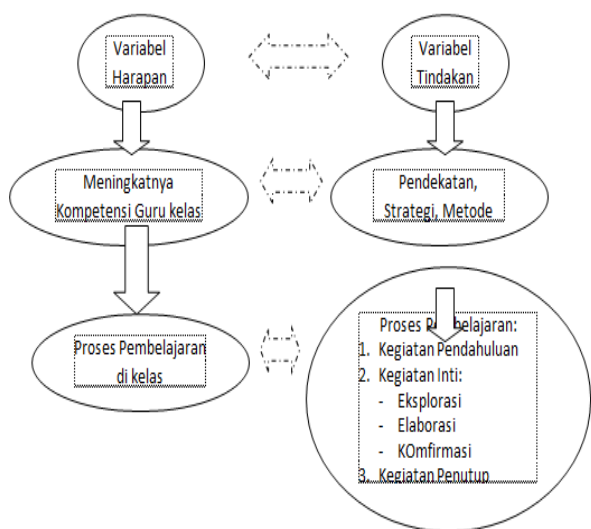 Variabel
Harapan
Variabel
Tindakan
Meningkatnya
Kompetensi Guru kelas
Pendekatan,
Strategi, Metode
Proses Pembelajaran
di kelas
Proses Pembelajaran:
1. Kegiatan Pendahuluan
2. Kegiatan Inti:
- Eksplorasi
- Elaborasi
- KOmfirmasi
3. Kegiatan Penutup